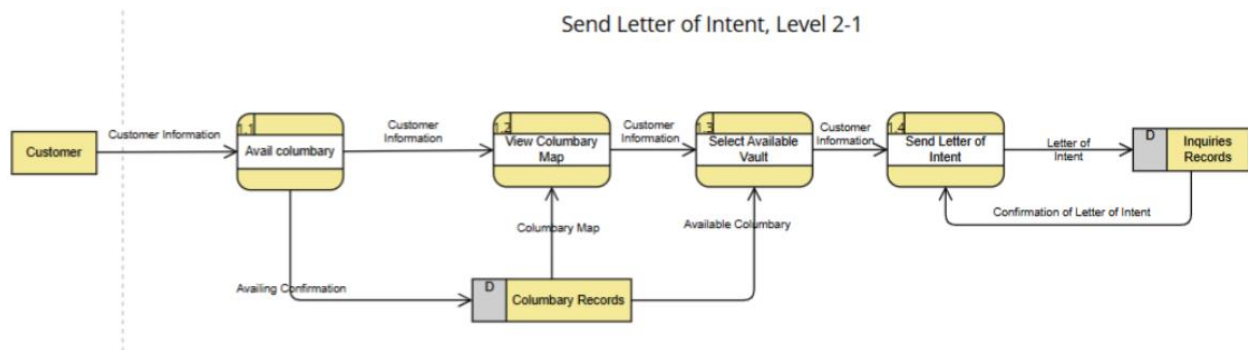 Send Letter of Intent, Level 2-1
Customer
Customer Information
1.1
Avail columbary
Customer
Information
1.2
View Columbary
Map
Customer
Information
1.3
Select Available
Vault
Customer
Information
1.4
Send Letter of
Intent
Letter of
Intent
D
Inquiries
Records
Confirmation of Letter of Intent
Columbary Map
Available Columbary
Availing Confirmation
D
Columbary Records